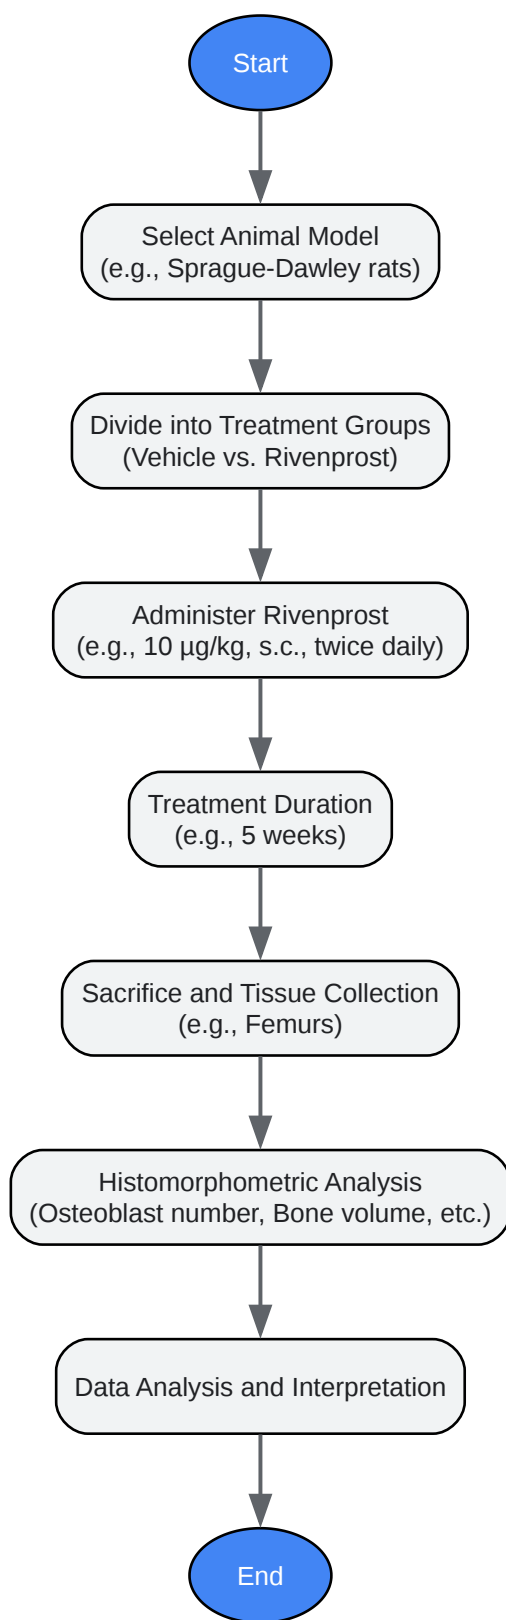 Start
Select Animal Model
(e.g., Sprague-Dawley rats)
Divide into Treatment Groups
(Vehicle vs. Rivenprost)
Administer Rivenprost
(e.g., 10 µg/kg, s.c., twice daily)
Treatment Duration
(e.g., 5 weeks)
Sacrifice and Tissue Collection
(e.g., Femurs)
Histomorphometric Analysis
(Osteoblast number, Bone volume, etc.)
Data Analysis and Interpretation
End